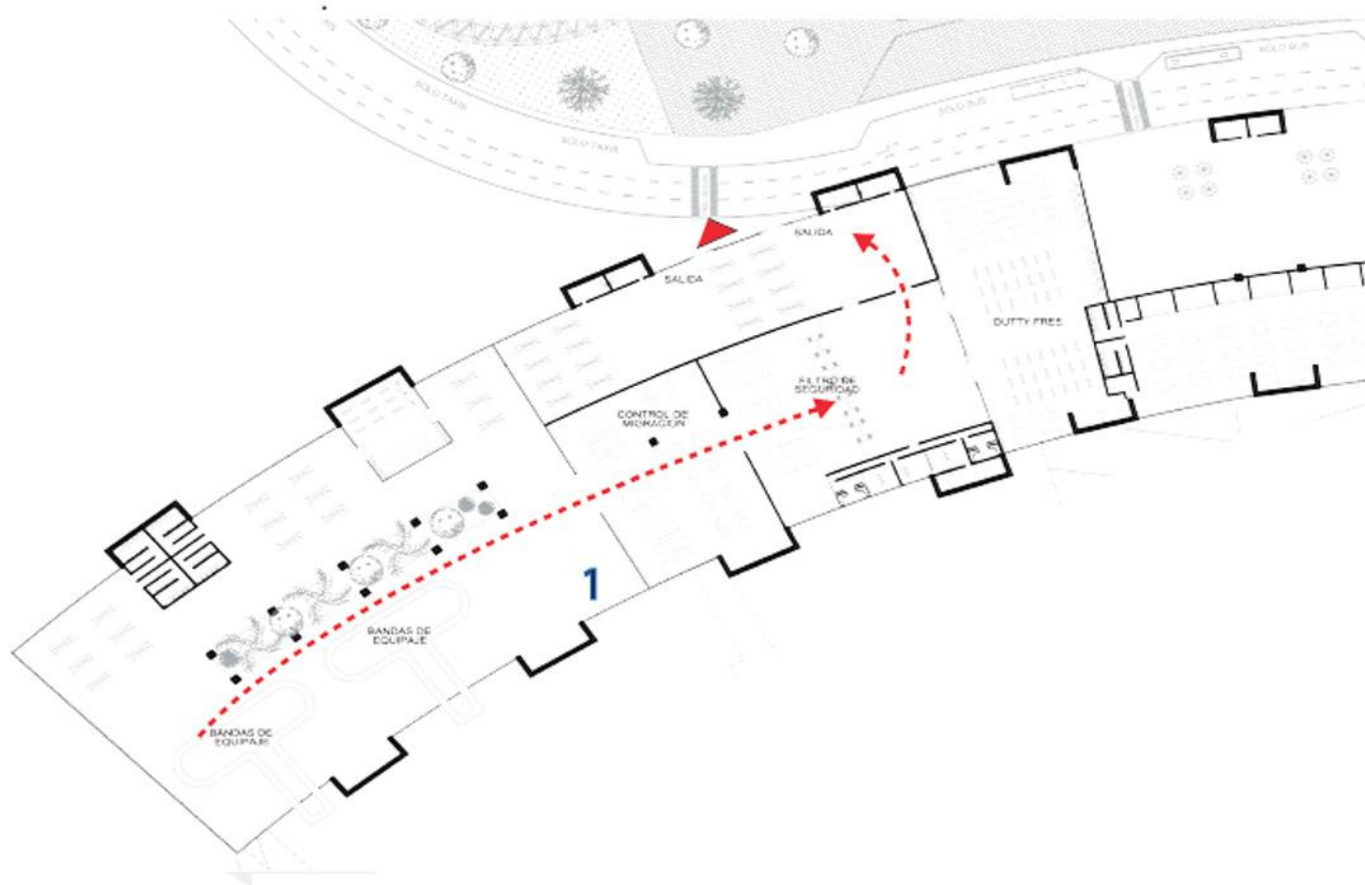 SOLO BUS
SOLO TAXIS
SOLO BUS
SOLO TAXIS
SALIDA
SALIDA
DUTTY FREE
FILTRO DE
SEGURIDAD
CONTROL DE
MIGRACION
1
BANDAS DE
EQUIPAJE
BANDAS DE
EQUIPAJE